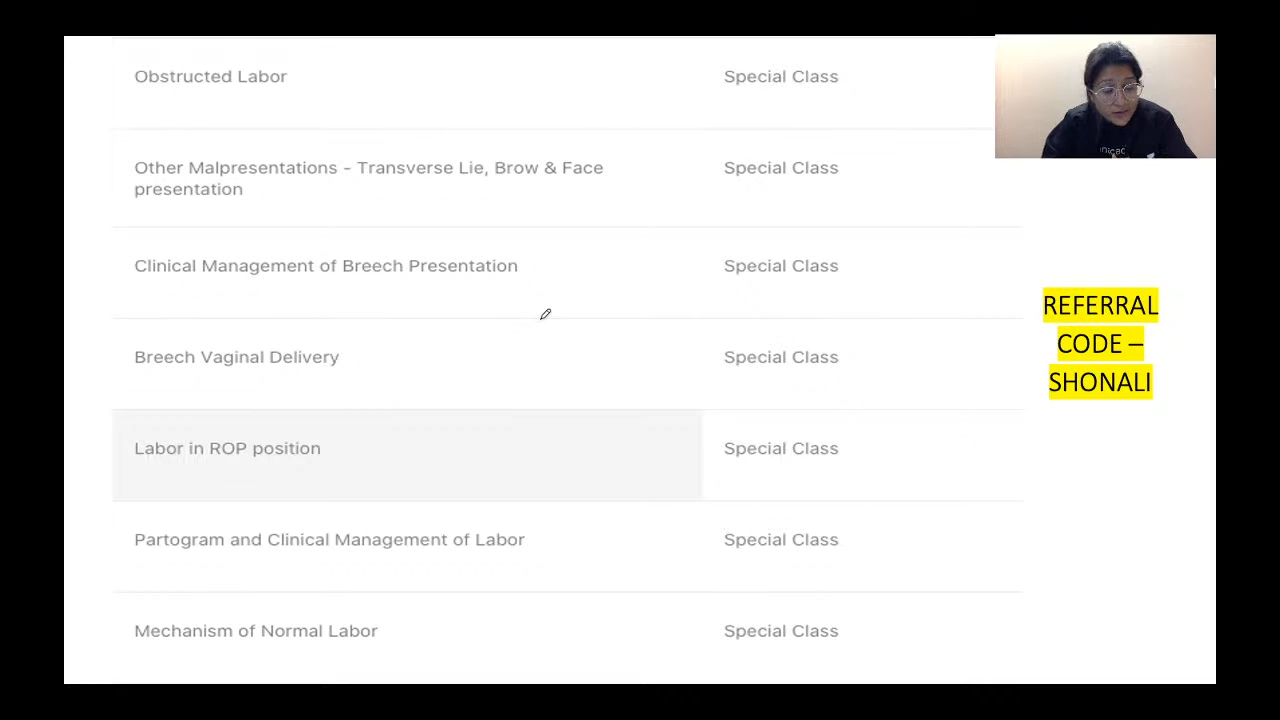 Obstructed Labor
Special Class
Other Malpresentations - Transverse Lie, Brow & Face
presentation
Special Class
Clinical Management of Breech Presentation
Special Class
Breech Vaginal Delivery
Special Class
Labor in ROP position
Special Class
Partogram and Clinical Management of Labor
Special Class
Mechanism of Normal Labor
Special Class
REFERRAL
CODE –
SHONALI